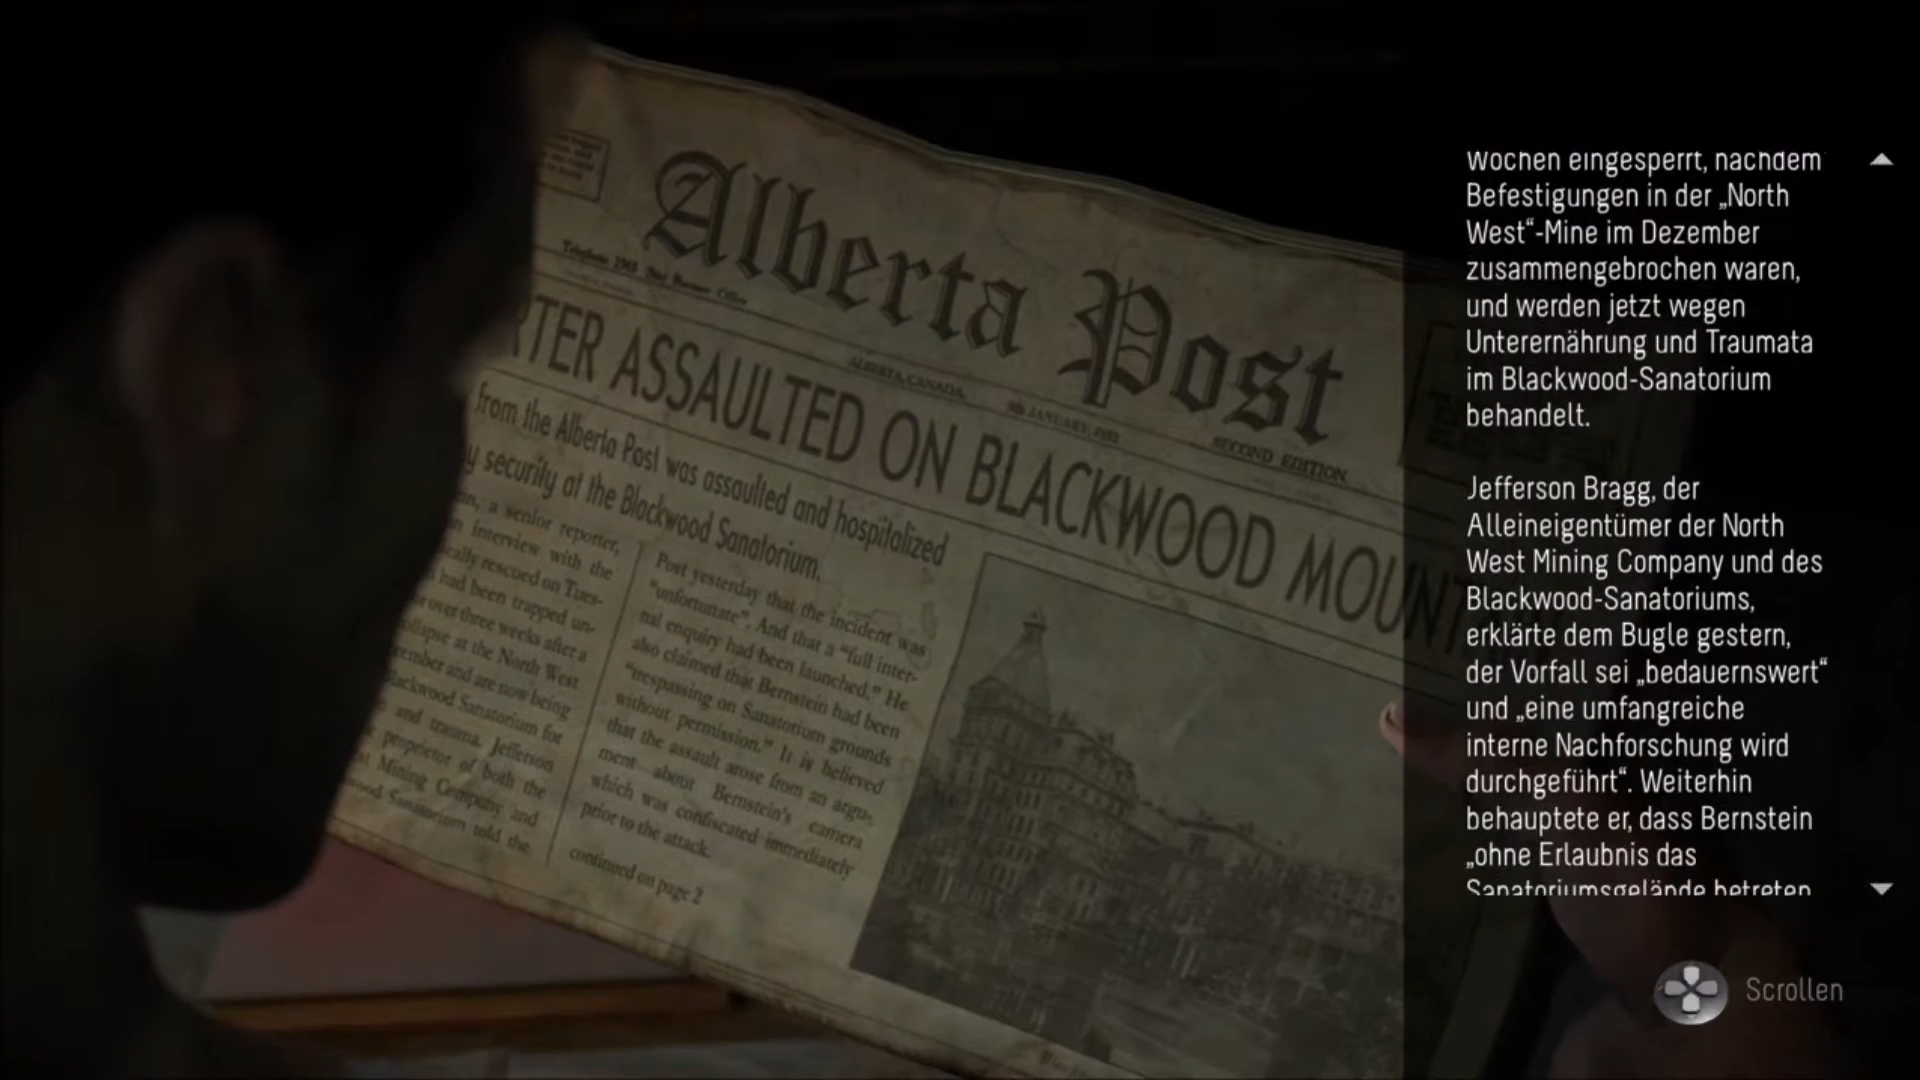 Alberta Post
Telephone 2365
ALBERTA, CANADA
JANUARY, 1952
SECOND EDITION
ASSAULTED ON BLACKWOOD
from the Alberta Post was assaulted and hospitalized
security at the Blackwood Sanatorium.
a senior reporter,
interview with the
rescued on Tues-
had been trapped un-
over three weeks after a
at the North West
and are now being
Blackwood Sanatorium for
and trauma. Jefferson
proprietor of both the
Mining Company and
Sanatorium told the
Post yesterday that the incident was
"unfortunate". And that a "full inter-
nal enquiry had been launched." He
also claimed that Bernstein had been
"trespassing on Sanatorium grounds
without permission." It is believed
that the assault arose from an argu-
ment about Bernstein's camera
which was confiscated immediately
prior to the attack.
continued on page 2
Wochen eingesperrt, nachdem
Befestigungen in der „North
West“-Mine im Dezember
zusammengebrochen waren,
und werden jetzt wegen
Unterernährung und Traumata
im Blackwood-Sanatorium
behandelt.
Jefferson Bragg, der
Alleineigentümer der North
West Mining Company und des
Blackwood-Sanatoriums,
erklärte dem Bugle gestern,
der Vorfall sei „bedauernswert“
und „eine umfangreiche
interne Nachforschung wird
durchgeführt“. Weiterhin
behauptete er, dass Bernstein
„ohne Erlaubnis das
Sanatoriumsgelände betreten
Scrollen